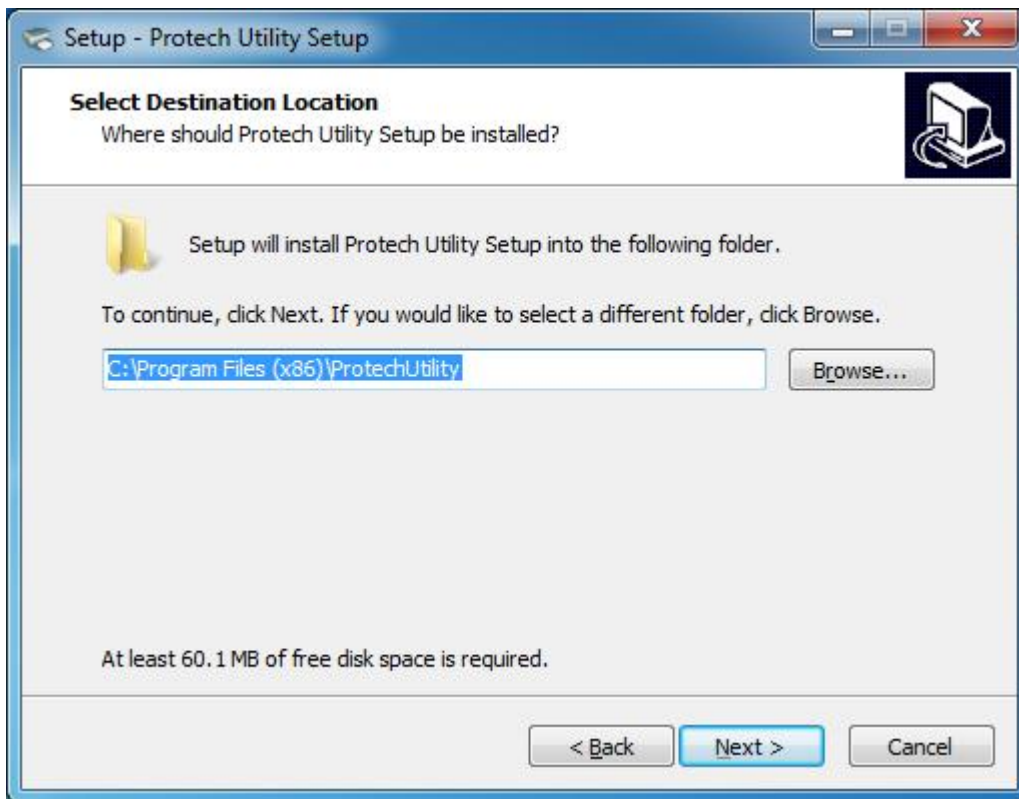 Setup - Protech Utility Setup
Select Destination Location
Where should Protech Utility Setup be installed?
Setup will install Protech Utility Setup into the following folder.
To continue, click Next. If you would like to select a different folder, click Browse.
C:\Program Files (x86)\ProtechUtility
Browse...
At least 60.1 MB of free disk space is required.
< Back Next > Cancel